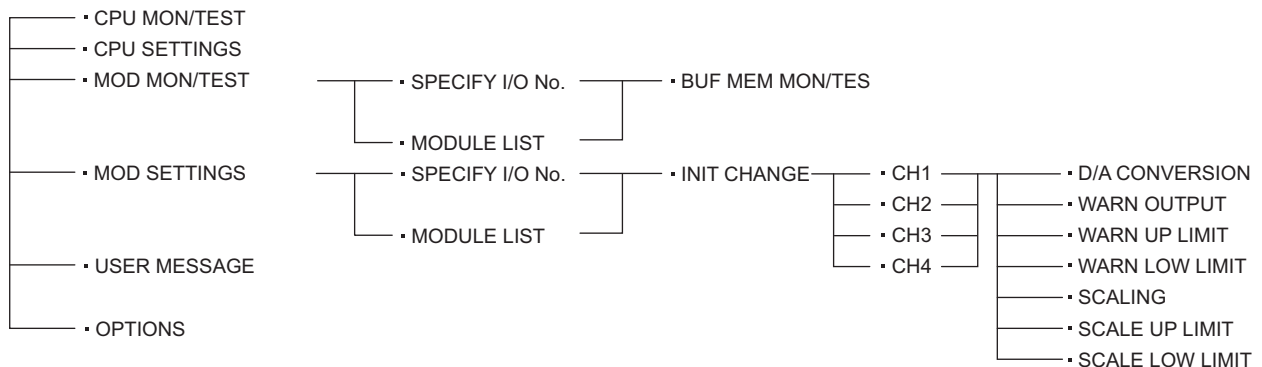 ▪ CPU MON/TEST
▪ CPU SETTINGS
▪ MOD MON/TEST ▪ SPECIFY I/O No. ▪ BUF MEM MON/TES
▪ MODULE LIST
▪ MOD SETTINGS ▪ SPECIFY I/O No. ▪ INIT CHANGE ▪ CH1 ▪ D/A CONVERSION
▪ CH2 ▪ WARN OUTPUT
▪ MODULE LIST ▪ CH3 ▪ WARN UP LIMIT
▪ USER MESSAGE ▪ CH4 ▪ WARN LOW LIMIT
▪ SCALING
▪ OPTIONS ▪ SCALE UP LIMIT
▪ SCALE LOW LIMIT